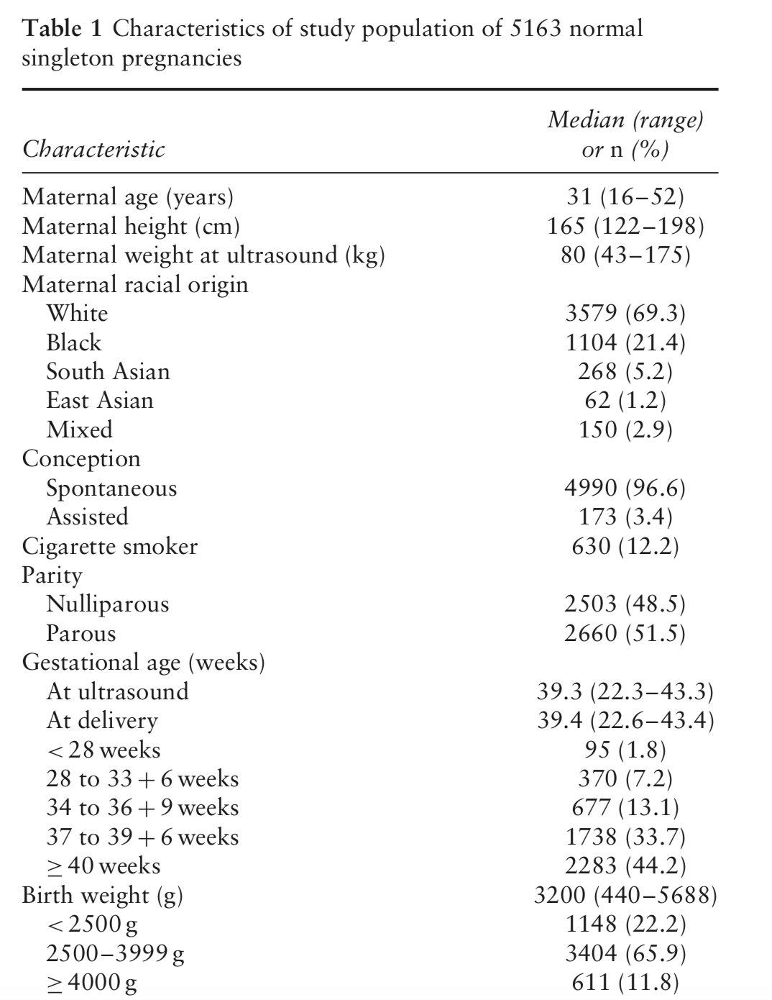 Table 1 Characteristics of study population of 5163 normal
singleton pregnancies
Median (range)
Characteristic or n (%)
Maternal age (years) 31 (16–52)
Maternal height (cm) 165 (122–198)
Maternal weight at ultrasound (kg) 80 (43–175)
Maternal racial origin
White 3579 (69.3)
Black 1104 (21.4)
South Asian 268 (5.2)
East Asian 62 (1.2)
Mixed 150 (2.9)
Conception
Spontaneous 4990 (96.6)
Assisted 173 (3.4)
Cigarette smoker 630 (12.2)
Parity
Nulliparous 2503 (48.5)
Parous 2660 (51.5)
Gestational age (weeks)
At ultrasound 39.3 (22.3–43.3)
At delivery 39.4 (22.6–43.4)
< 28 weeks 95 (1.8)
28 to 33 + 6 weeks 370 (7.2)
34 to 36 + 9 weeks 677 (13.1)
37 to 39 + 6 weeks 1738 (33.7)
≥ 40 weeks 2283 (44.2)
Birth weight (g) 3200 (440–5688)
< 2500 g 1148 (22.2)
2500–3999 g 3404 (65.9)
≥ 4000 g 611 (11.8)